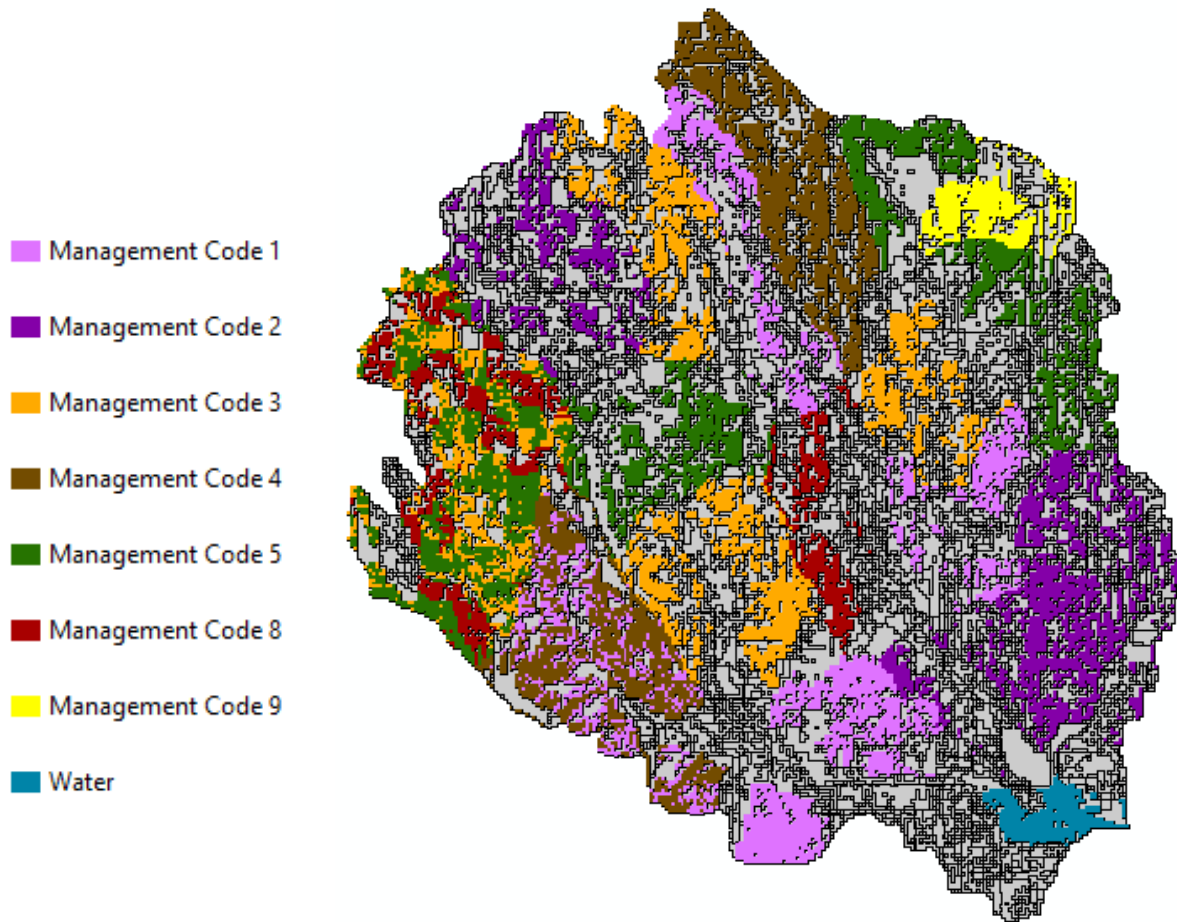 Management Code 1
Management Code 2
Management Code 3
Management Code 4
Management Code 5
Management Code 8
Management Code 9
Water